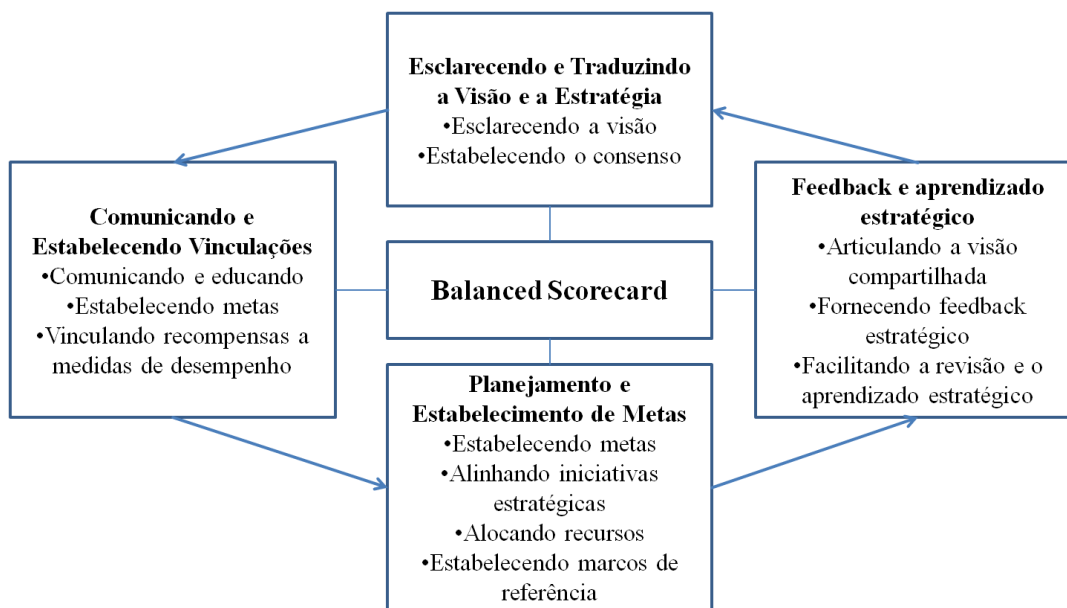 Esclarecendo e Traduzindo
a Visão e a Estratégia
•Esclarecendo a visão
•Estabelecendo o consenso
Comunicando e
Estabelecendo Vinculações
•Comunicando e educando
•Estabelecendo metas
•Vinculando recompensas a
medidas de desempenho
Balanced Scorecard
Feedback e aprendizado
estratégico
•Articulando a visão
compartilhada
•Fornecendo feedback
estratégico
•Facilitando a revisão e o
aprendizado estratégico
Planejamento e
Estabelecimento de Metas
•Estabelecendo metas
•Alinhando iniciativas
estratégicas
•Alocando recursos
•Estabelecendo marcos de
referência